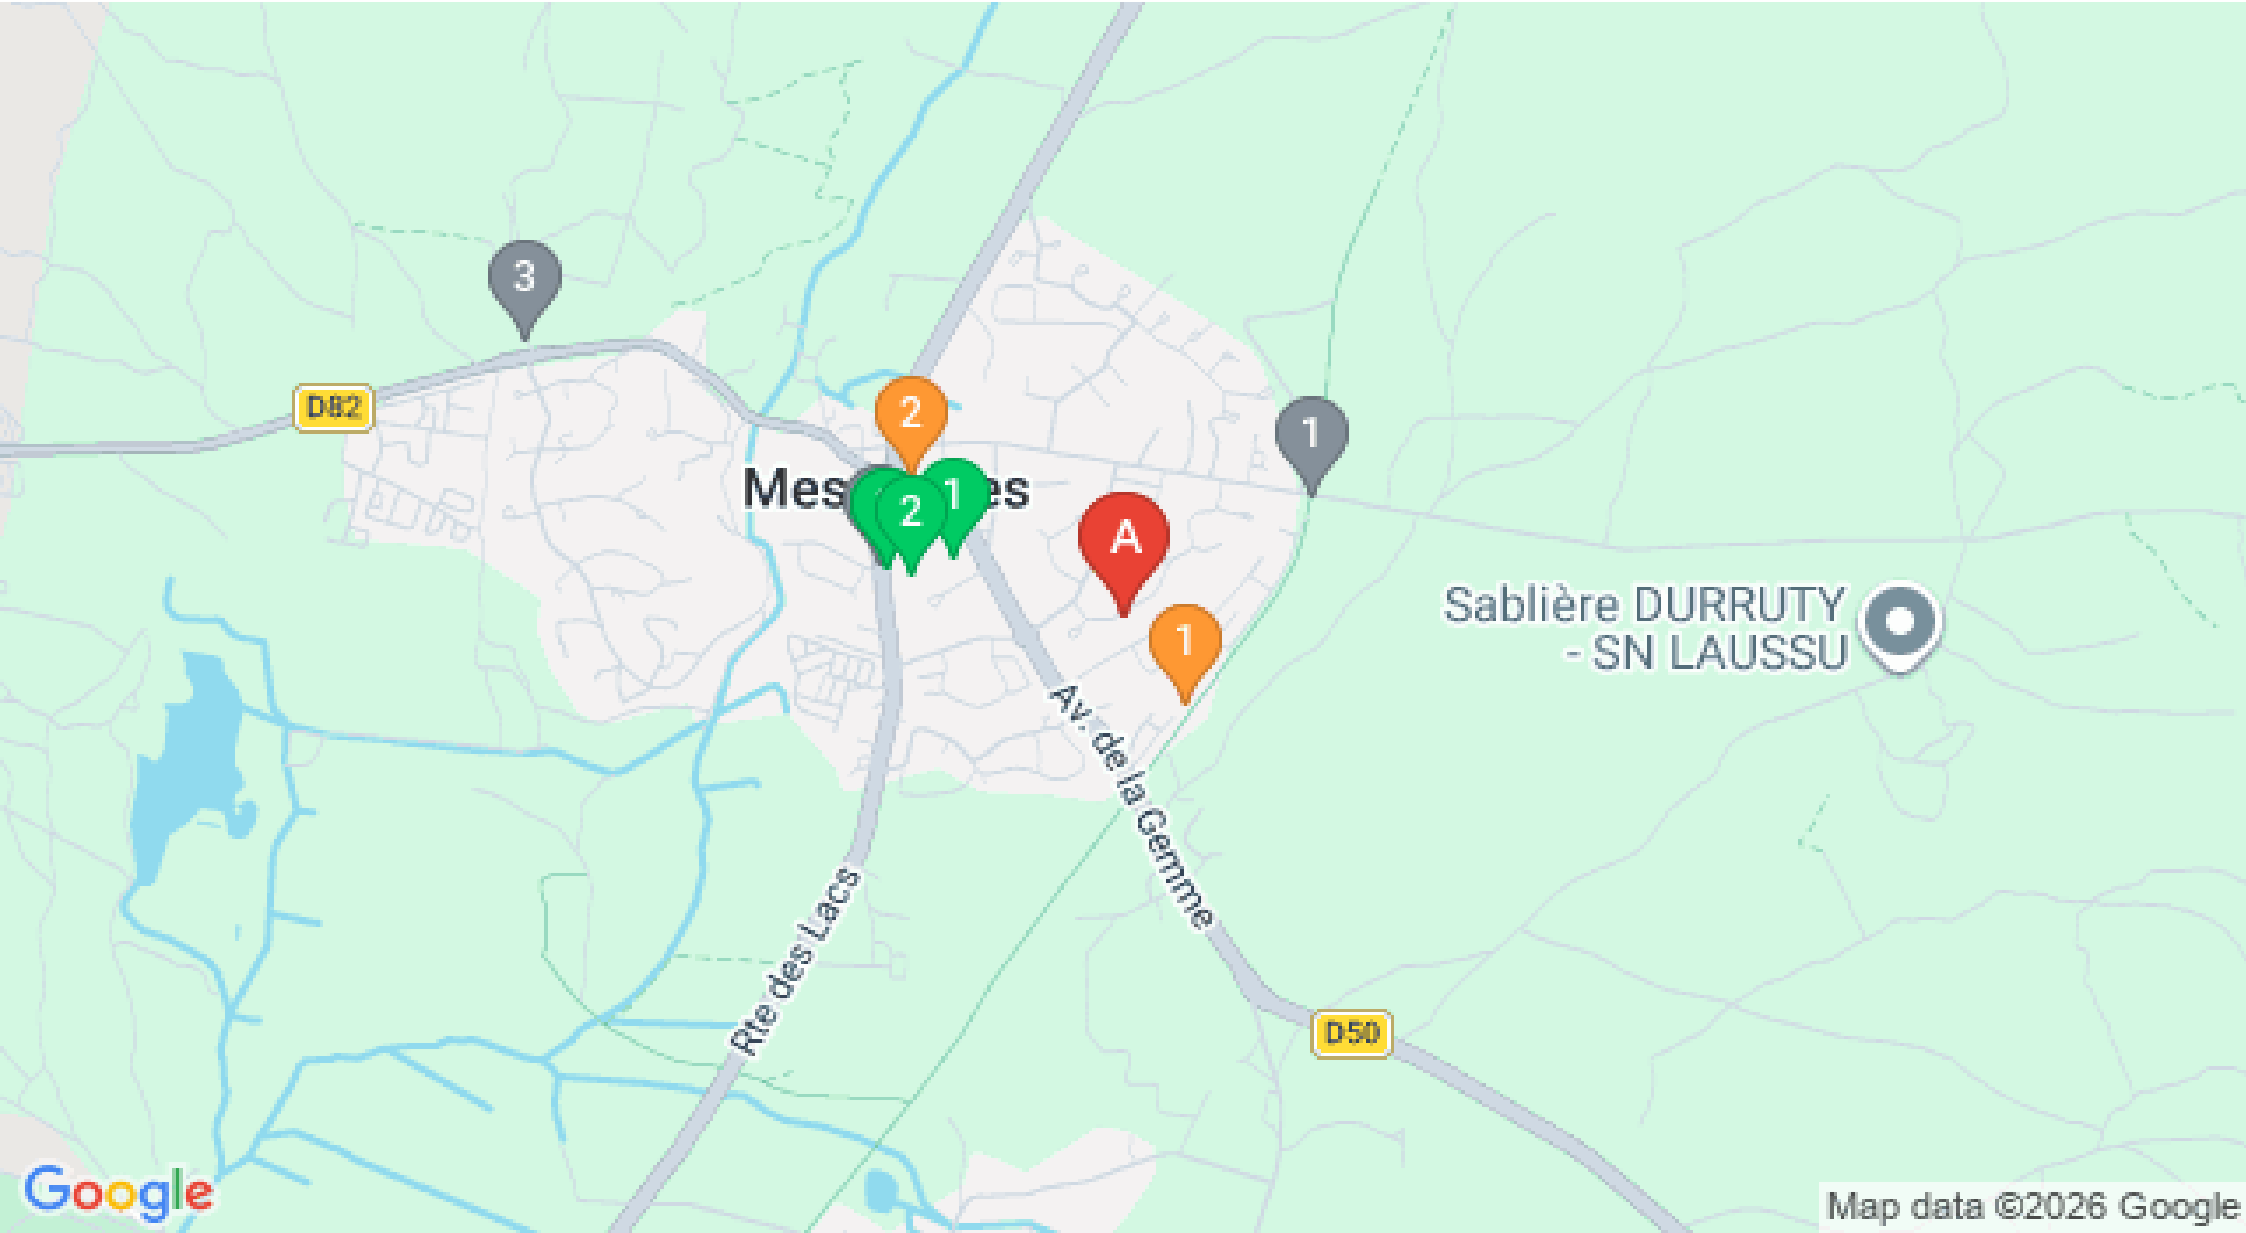 3
D82
2
1
Mes
es
1
2
1
A
Sablière DURRUTY
- SN LAUSSU
1
Av. de la Gemme
Rte des Lacs
D50
Google
Map data ©2026 Google